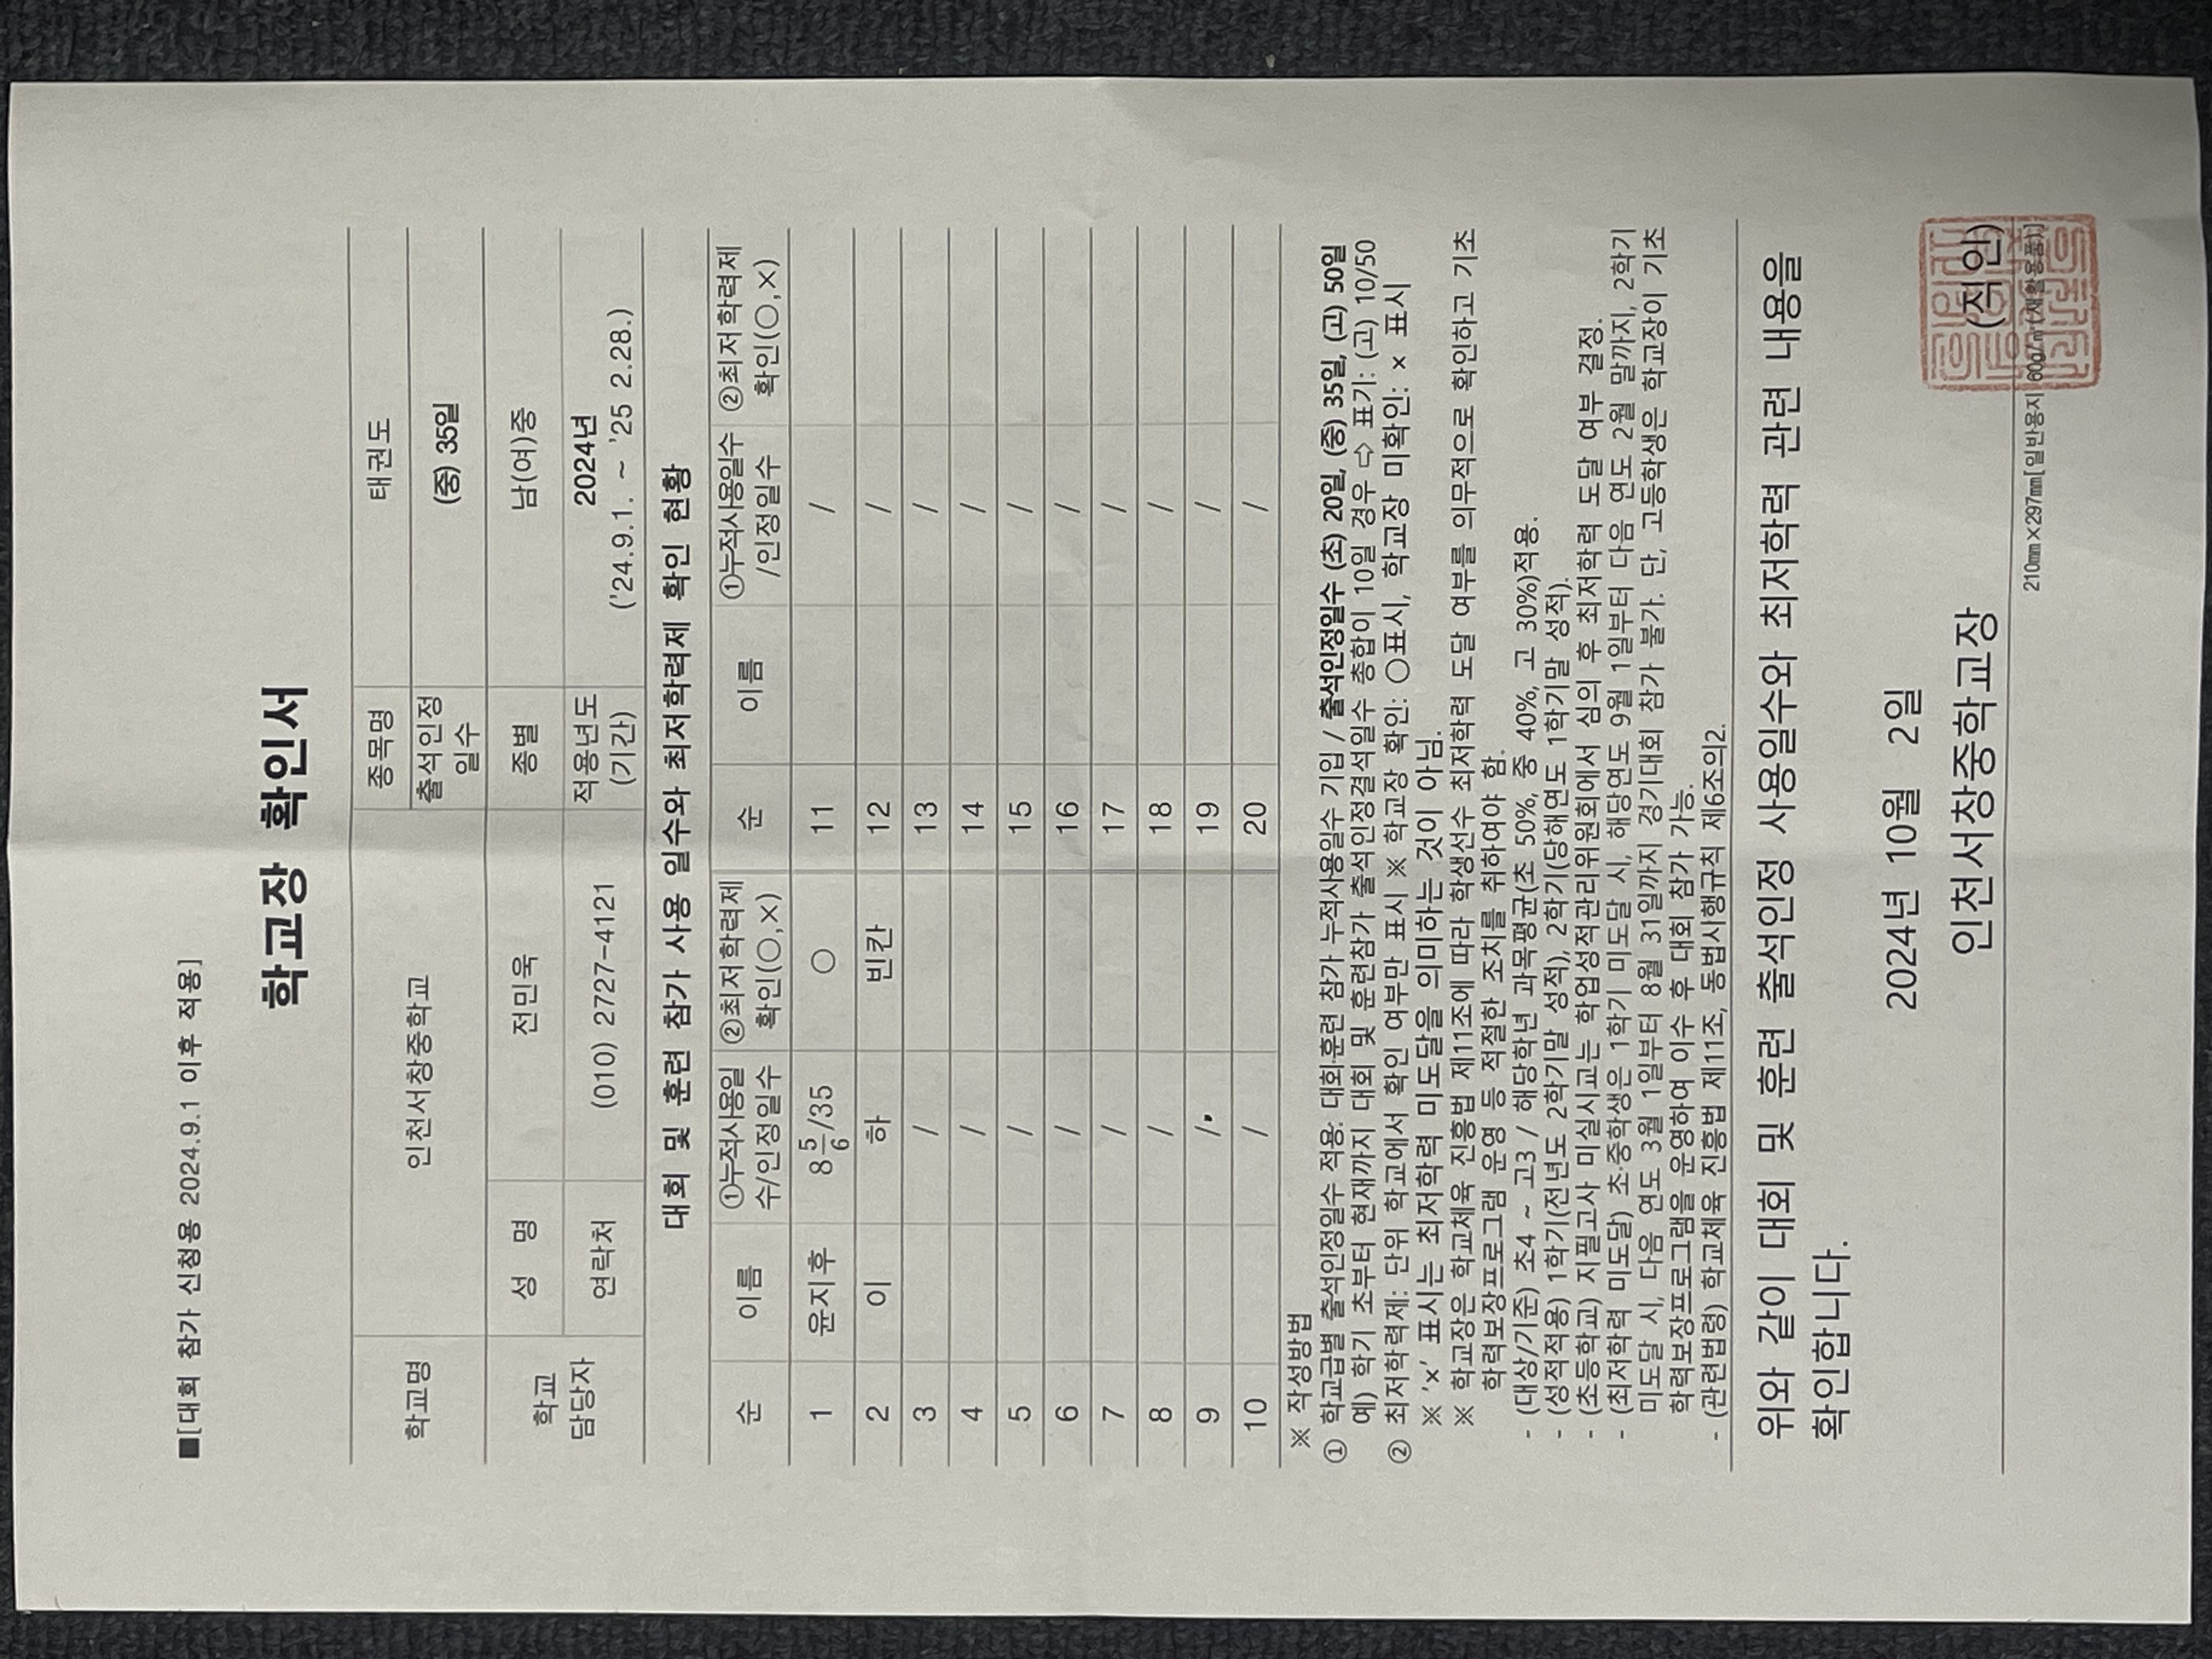 ■[대회 참가 신청용 2024.9.1 이후 적용]
학교장 확인서
학교명 인천서창중학교 종목명 태권도
출석인정일수 (중) 35일
학교 담당자 성 명 전민욱 종별 남(여)중
연락처 (010) 2727-4121 적용년도(기간) 2024년
('24.9.1. ~ '25 2.28.)
대회 및 훈련 참가 사용 일수와 최저학력제 확인 현황
순 이름 ①누적사용일수/인정일수 ②최저학력제 확인(○,×) 순 이름 ①누적사용일수/인정일수 ②최저학력제 확인(○,×)
1 윤지후 8 5/6 /35 ○ 11 /
2 이 하 빈칸 12 /
3 / 13 /
4 / 14 /
5 / 15 /
6 / 16 /
7 / 17 /
8 / 18 /
9 / 19 /
10 / 20 /
※ 작성방법
① 학교급별 출석인정일수 적용: 대회·훈련 참가 누적사용일수 기입 / 출석인정일수 (초) 20일, (중) 35일, (고) 50일
예) 학기 초부터 현재까지 대회 및 훈련참가 출석인정결석일수 총합이 10일 경우 ⇨ 표기: (고) 10/50
② 최저학력제: 단위 학교에서 확인 여부만 표시 ※ 학교장 확인: ○표시, 학교장 미확인: × 표시
※ '×' 표시는 최저학력 미도달을 의미하는 것이 아님.
※ 학교장은 학교체육 진흥법 제11조에 따라 학생선수 최저학력 도달 여부를 의무적으로 확인하고 기초
학력보장프로그램 운영 등 적절한 조치를 취하여야 함.
- (대상/기준) 초4 ~ 고3 / 해당학년 과목평균(초 50%, 중 40%, 고 30%)적용.
- (성적적용) 1학기(전년도 2학기말 성적), 2학기(당해연도 1학기말 성적).
- (초등학교) 지필고사 미실시교는 학업성적관리위원회에서 심의 후 최저학력 도달 여부 결정.
- (최저학력 미도달) 초·중학생은 1학기 미도달 시, 해당연도 9월 1일부터 다음 연도 2월 말까지, 2학기
미도달 시, 다음 연도 3월 1일부터 8월 31일까지 경기대회 참가 불가. 단, 고등학생은 학교장이 기초
학력보장프로그램을 운영하여 이수 후 대회 참가 가능.
- (관련법령) 학교체육 진흥법 제11조, 동법시행규칙 제6조의2.
위와 같이 대회 및 훈련 출석인정 사용일수와 최저학력 관련 내용을
확인합니다.
2024년 10월 2일
인천서창중학교장 (직인)
210㎜×297㎜[일반용지 60g/㎡(재활용품)]